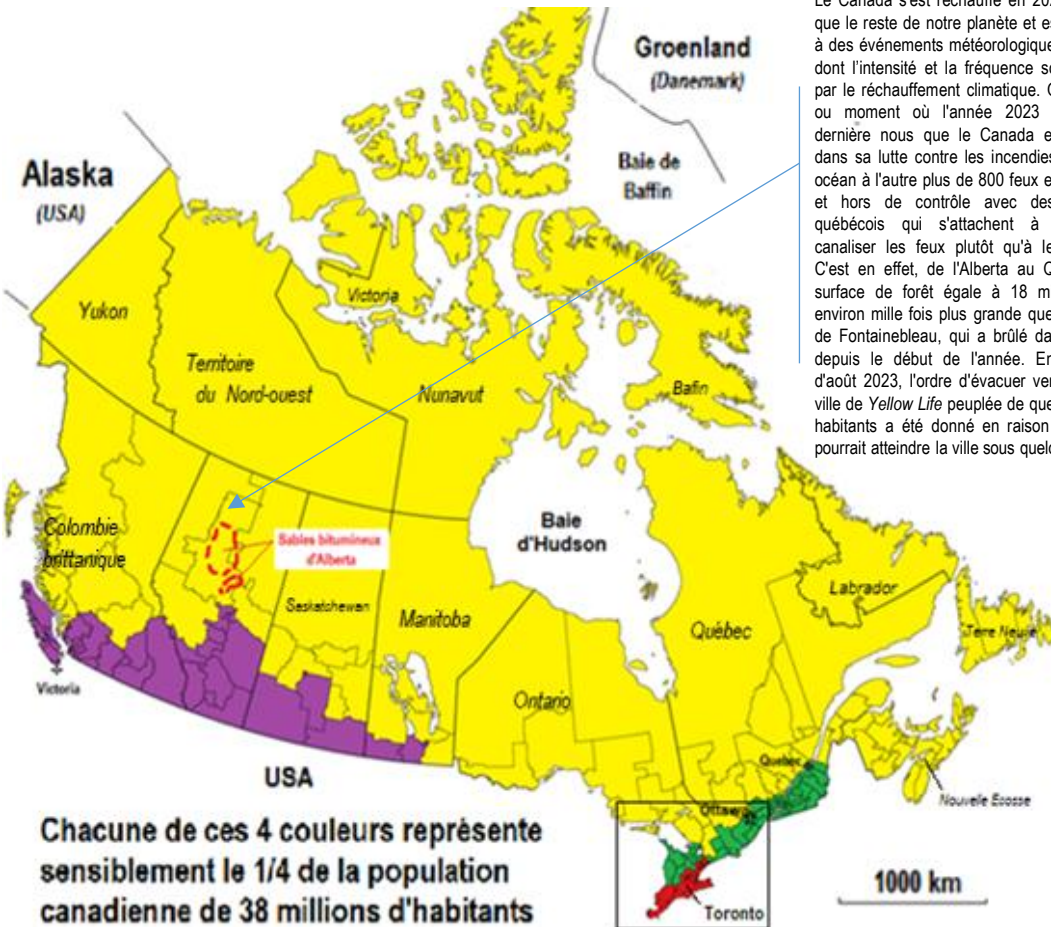 Le Canada s'est réchauffé en 20
que le reste de notre planète et es
à des événements météorologique
dont l'intensité et la fréquence so
par le réchauffement climatique. C
ou moment où l'année 2023
dernière nous que le Canada e
dans sa lutte contre les incendies
océan à l'autre plus de 800 feux e
et hors de contrôle avec des
québécois qui s'attachent à
canaliser les feux plutôt qu'à le
C'est en effet, de l'Alberta au Q
surface de forêt égale à 18 m
environ mille fois plus grande que
de Fontainebleau, qui a brûlé da
depuis le début de l'année. En
d'août 2023, l'ordre d'évacuer ver
ville de Yellow Life peuplée de que
habitants a été donné en raison
pourrait atteindre la ville sous quelq
Groenland
(Danemark)
Alaska
(USA)
Baie de
Baffin
Yukon
Victoria
Territoire
du Nord-ouest
Nunavut
Bafin
Colombie
brittanique
Sables bitumineux
d'Alberta
Baie
d'Hudson
Saskatchewan
Manitoba
Labrador
Québec
Terre Neuve
Victoria
Ontario
USA
Quebec
Ottawa
Nouvelle Ecosse
Chacune de ces 4 couleurs représente
sensiblement le 1/4 de la population
canadienne de 38 millions d'habitants
Toronto
1000 km